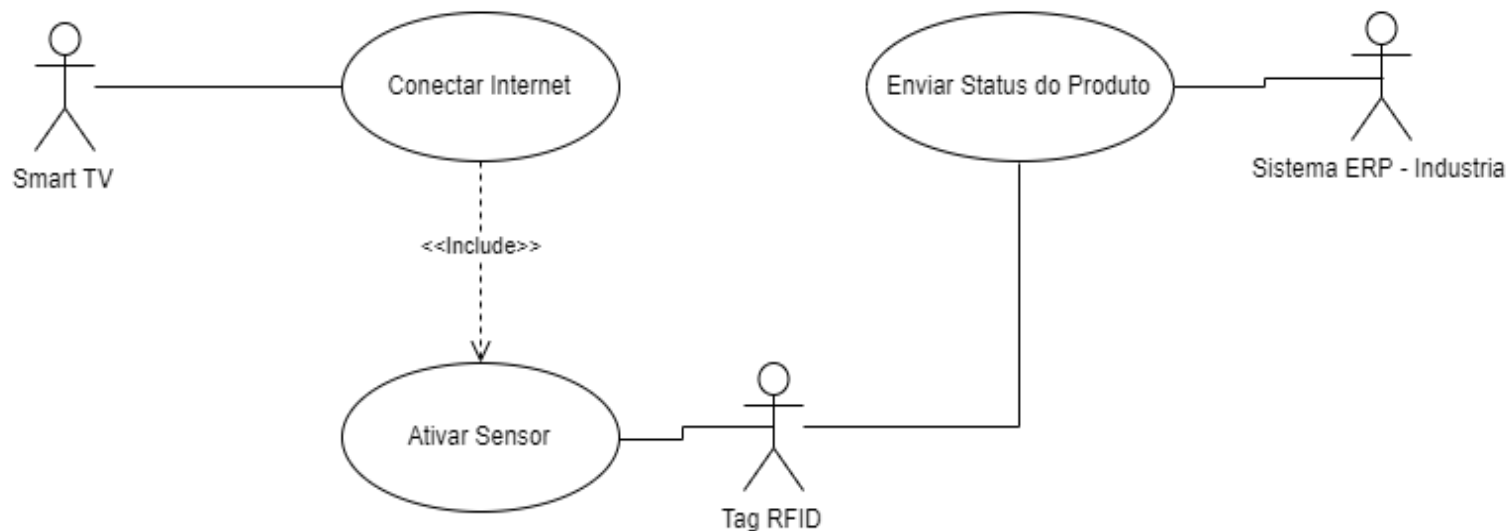 Conectar Internet
Enviar Status do Produto
Smart TV
Sistema ERP - Industria
<<Include>>
Ativar Sensor
Tag RFID